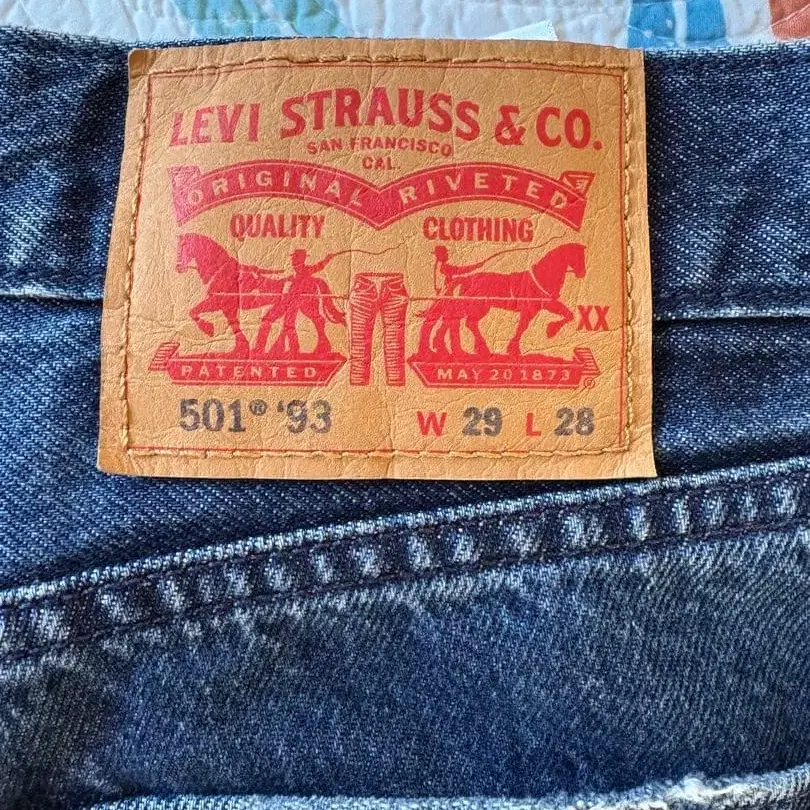 LEVI STRAUSS & CO.
SAN FRANCISCO
CAL.
ORIGINAL RIVETED
QUALITY CLOTHING
XX
PATENTED MAY 20 1873 ®
501® '93 W 29 L 28